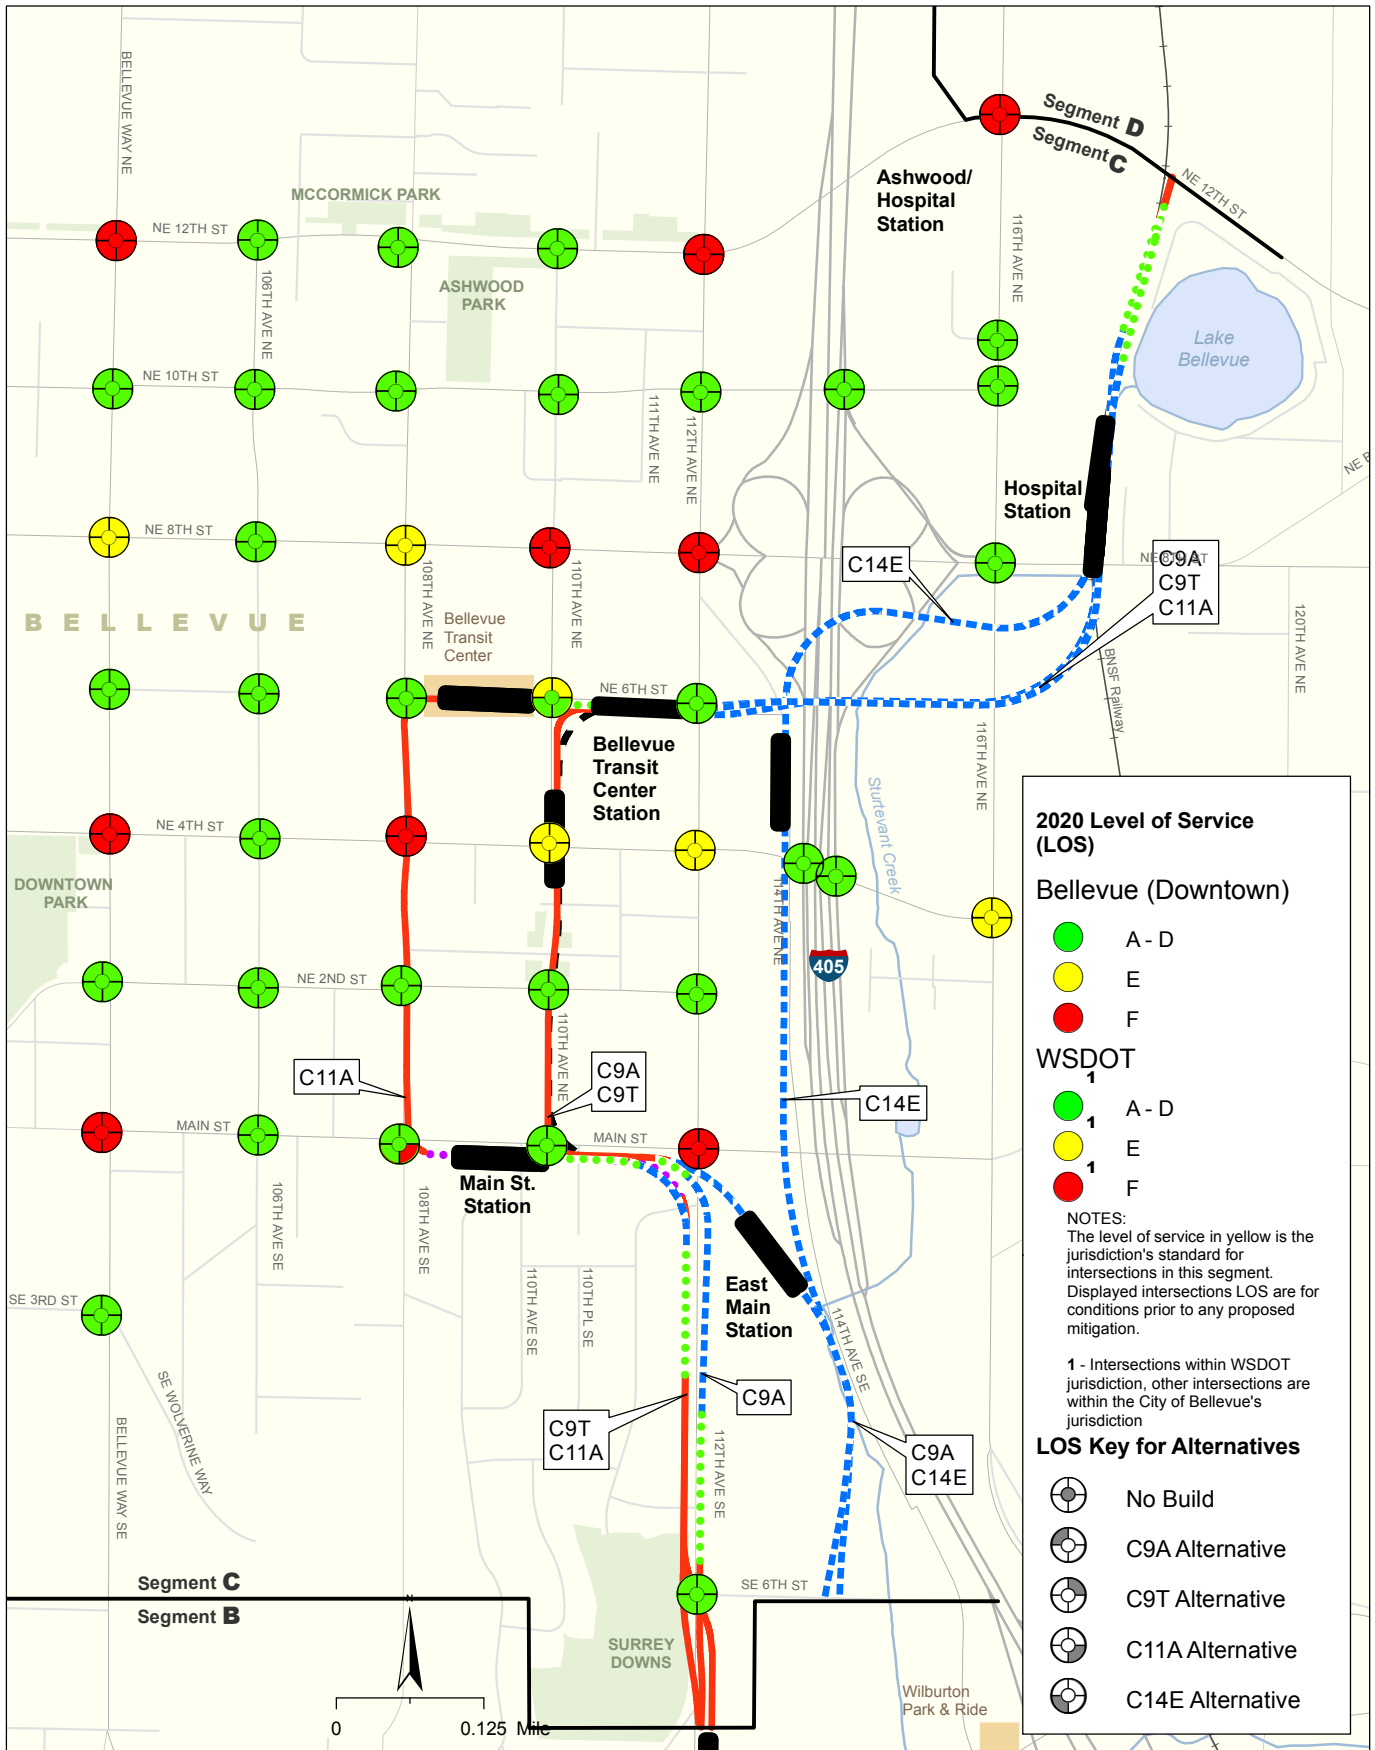 BELLEVUE WAY NE
Segment D
Segment C
NE 12TH ST
Ashwood/
Hospital
Station
116TH AVE NE
MCCORMICK PARK
NE 12TH ST
106TH AVE NE
ASHWOOD
PARK
Lake
Bellevue
NE 10TH ST
111TH AVE NE
112TH AVE NE
Hospital
Station
NE 8TH ST
108TH AVE NE
110TH AVE NE
C14E
NE 8TH ST
C9A
C9T
C11A
BELLEVUE
Bellevue
Transit
Center
120TH AVE NE
BNSF Railway
NE 6TH ST
Bellevue
Transit
Center
Station
116TH AVE NE
Sturtevant Creek
NE 4TH ST
DOWNTOWN
PARK
114TH AVE NE
405
NE 2ND ST
110TH AVE NE
C11A
C9A
C9T
C14E
MAIN ST
MAIN ST
Main St.
Station
106TH AVE SE
108TH AVE SE
110TH AVE SE
110TH PL SE
East
Main
Station
114TH AVE SE
SE 3RD ST
SE WOLVERINE WAY
BELLEVUE WAY SE
C9A
C9T
C11A
112TH AVE SE
C9A
C14E
Segment C
Segment B
SE 6TH ST
N
SURREY
DOWNS
Wilburton
Park & Ride
0 0.125 Mile
2020 Level of Service
(LOS)
Bellevue (Downtown)
A - D
E
F
WSDOT
1
A - D
1
E
1
F
NOTES:
The level of service in yellow is the
jurisdiction's standard for
intersections in this segment.
Displayed intersections LOS are for
conditions prior to any proposed
mitigation.
1 - Intersections within WSDOT
jurisdiction, other intersections are
within the City of Bellevue's
jurisdiction
LOS Key for Alternatives
No Build
C9A Alternative
C9T Alternative
C11A Alternative
C14E Alternative